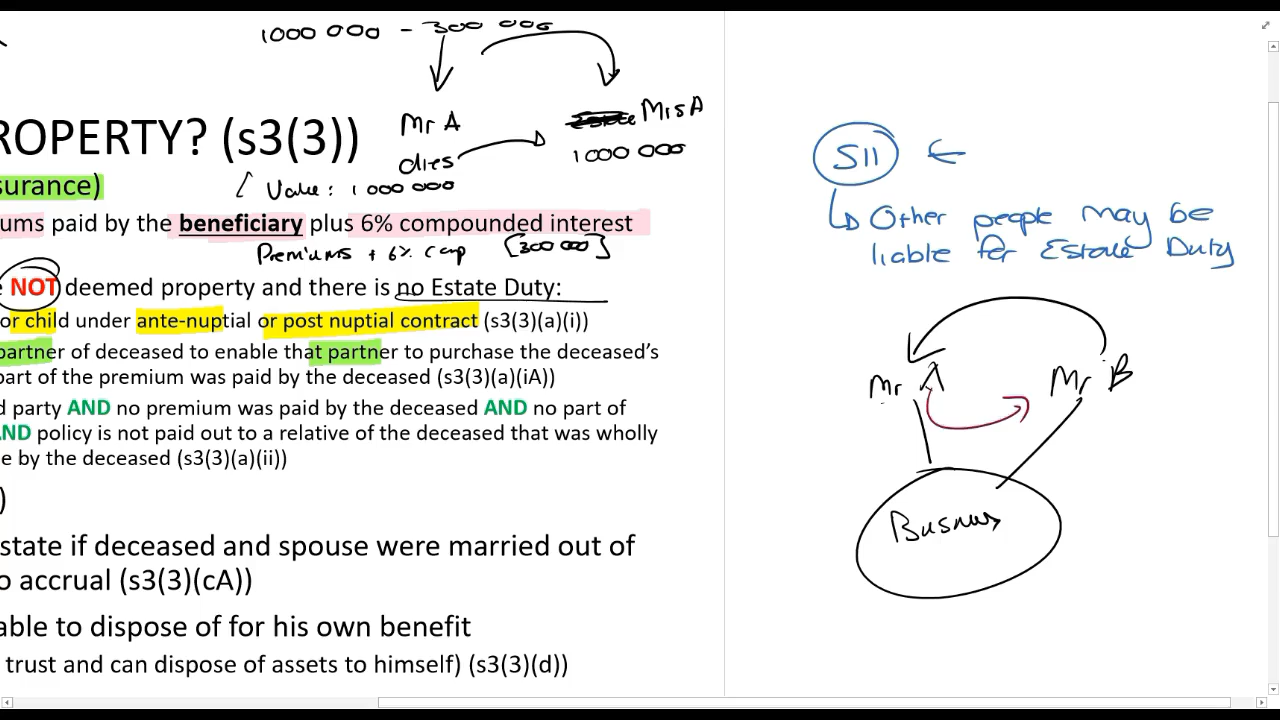 1000 000 - 300 000
Mr A
dies
Mrs A
1000 000
Value: 1 000 000
ROPERTY? (s3(3))
surance)
ums paid by the beneficiary plus 6% compounded interest
Premiums + 6% comp [300 000]
e NOT deemed property and there is no Estate Duty:
or child under ante-nuptial or post nuptial contract (s3(3)(a)(i))
partner of deceased to enable that partner to purchase the deceased's
part of the premium was paid by the deceased (s3(3)(a)(iA))
d party AND no premium was paid by the deceased AND no part of
AND policy is not paid out to a relative of the deceased that was wholly
e by the deceased (s3(3)(a)(ii))
)
state if deceased and spouse were married out of
o accrual (s3(3)(cA))
able to dispose of for his own benefit
trust and can dispose of assets to himself) (s3(3)(d))
S11
Other people may be
liable for Estate Duty
Mr A
Mr B
Business